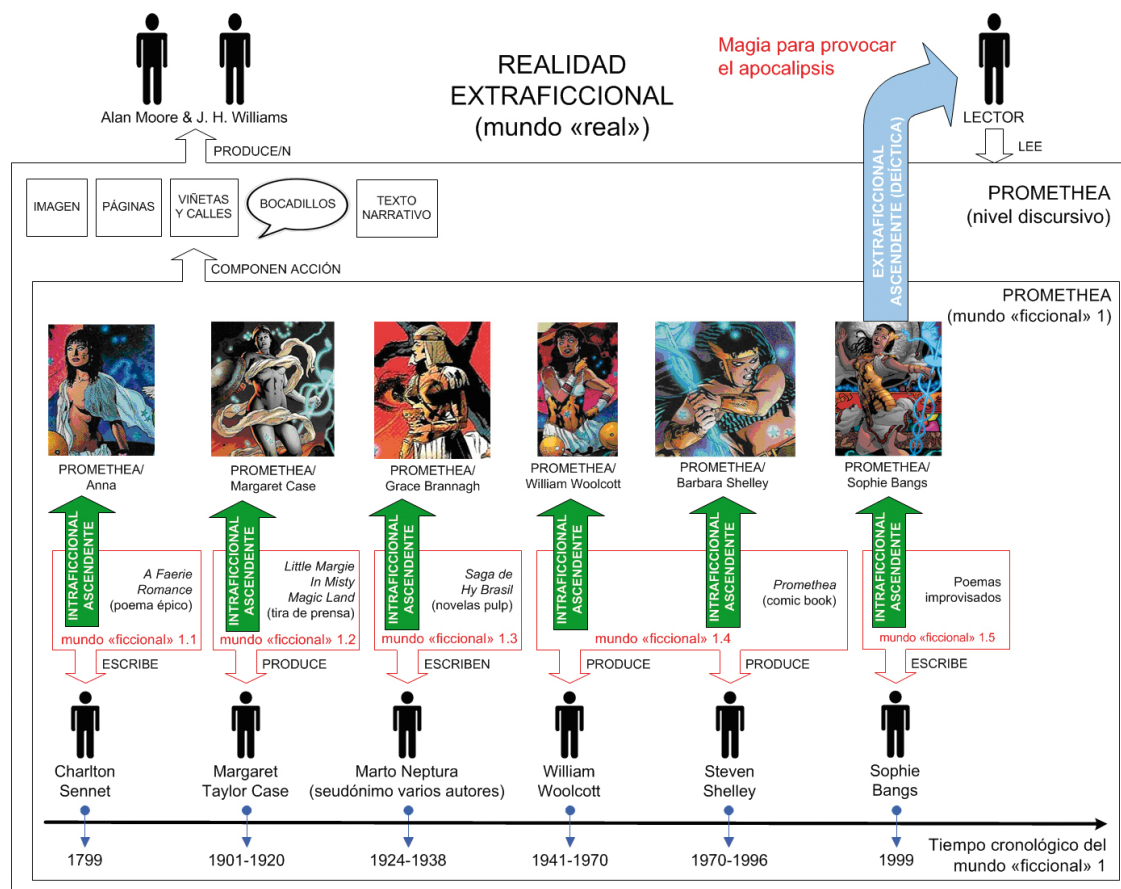 REALIDAD
EXTRAFICCIONAL
(mundo «real»)
Alan Moore & J. H. Williams
PRODUCE/N
Magia para provocar
el apocalipsis
LECTOR
LEE
IMAGEN
PÁGINAS
VIÑETAS
Y CALLES
BOCADILLOS
TEXTO
NARRATIVO
PROMETHEA
(nivel discursivo)
EXTRAFICCIONAL
ASCENDENTE (DEÍCTICA)
COMPONEN ACCIÓN
PROMETHEA
(mundo «ficcional» 1)
PROMETHEA/
Anna
PROMETHEA/
Margaret Case
PROMETHEA/
Grace Brannagh
PROMETHEA/
William Woolcott
PROMETHEA/
Barbara Shelley
PROMETHEA/
Sophie Bangs
INTRAFICCIONAL
ASCENDENTE
A Faerie
Romance
(poema épico)
mundo «ficcional» 1.1
INTRAFICCIONAL
ASCENDENTE
Little Margie
In Misty
Magic Land
(tira de prensa)
mundo «ficcional» 1.2
INTRAFICCIONAL
ASCENDENTE
Saga de
Hy Brasil
(novelas pulp)
mundo «ficcional» 1.3
INTRAFICCIONAL
ASCENDENTE
mundo «ficcional» 1.4
INTRAFICCIONAL
ASCENDENTE
Promethea
(comic book)
INTRAFICCIONAL
ASCENDENTE
Poemas
improvisados
mundo «ficcional» 1.5
ESCRIBE
PRODUCE
ESCRIBEN
PRODUCE
PRODUCE
ESCRIBE
Charlton
Sennet
Margaret
Taylor Case
Marto Neptura
(seudónimo varios autores)
William
Woolcott
Steven
Shelley
Sophie
Bangs
1799
1901-1920
1924-1938
1941-1970
1970-1996
1999
Tiempo cronológico del
mundo «ficcional» 1